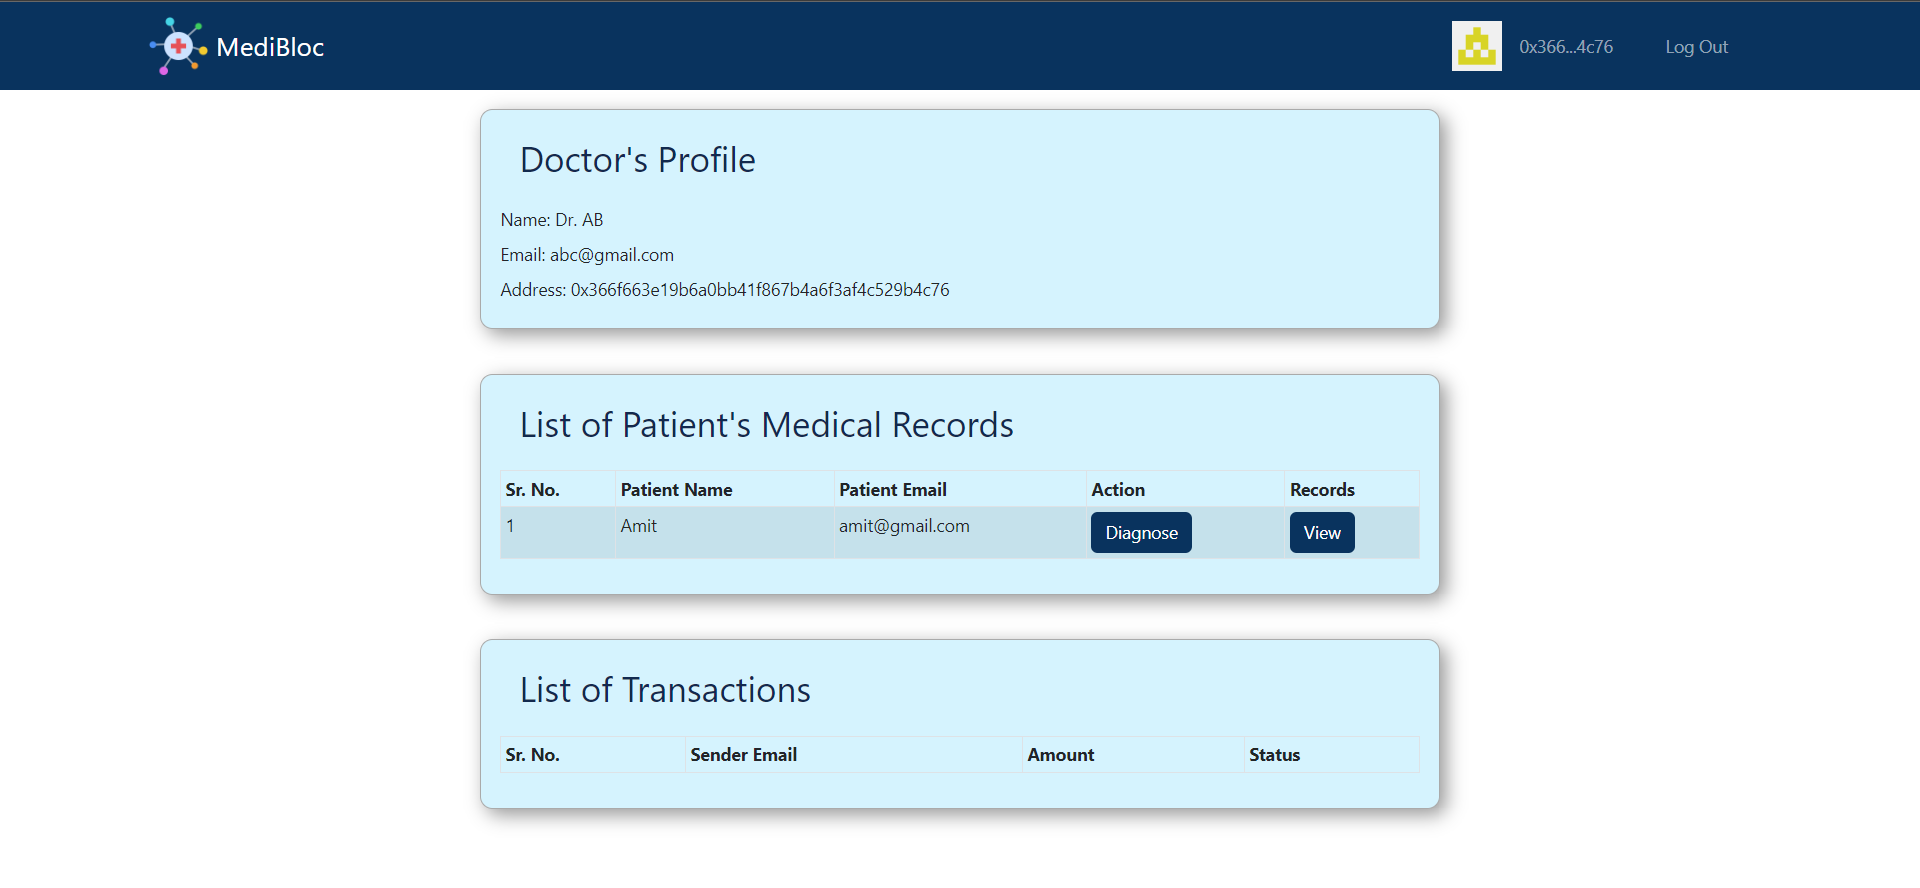 MediBloc 0x366...4c76 Log Out
Doctor's Profile
Name: Dr. AB
Email: abc@gmail.com
Address: 0x366f663e19b6a0bb41f867b4a6f3af4c529b4c76
List of Patient's Medical Records
Sr. No. Patient Name Patient Email Action Records
1 Amit amit@gmail.com Diagnose View
List of Transactions
Sr. No. Sender Email Amount Status